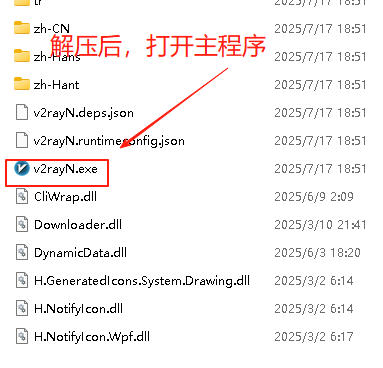 tr 2025/7/17 18:51
zh-CN 2025/7/17 18:51
解压后，打开主程序
zh-Hans 2025/7/17 18:51
zh-Hant 2025/7/17 18:51
v2rayN.deps.json 2025/7/17 18:51
v2rayN.runtimeconfig.json 2025/7/17 18:51
v2rayN.exe 2025/7/17 18:51
CliWrap.dll 2025/6/9 2:09
Downloader.dll 2025/3/10 21:41
DynamicData.dll 2025/6/3 18:20
H.GeneratedIcons.System.Drawing.dll 2025/3/2 6:14
H.NotifyIcon.dll 2025/3/2 6:14
H.NotifyIcon.Wpf.dll 2025/3/2 6:17